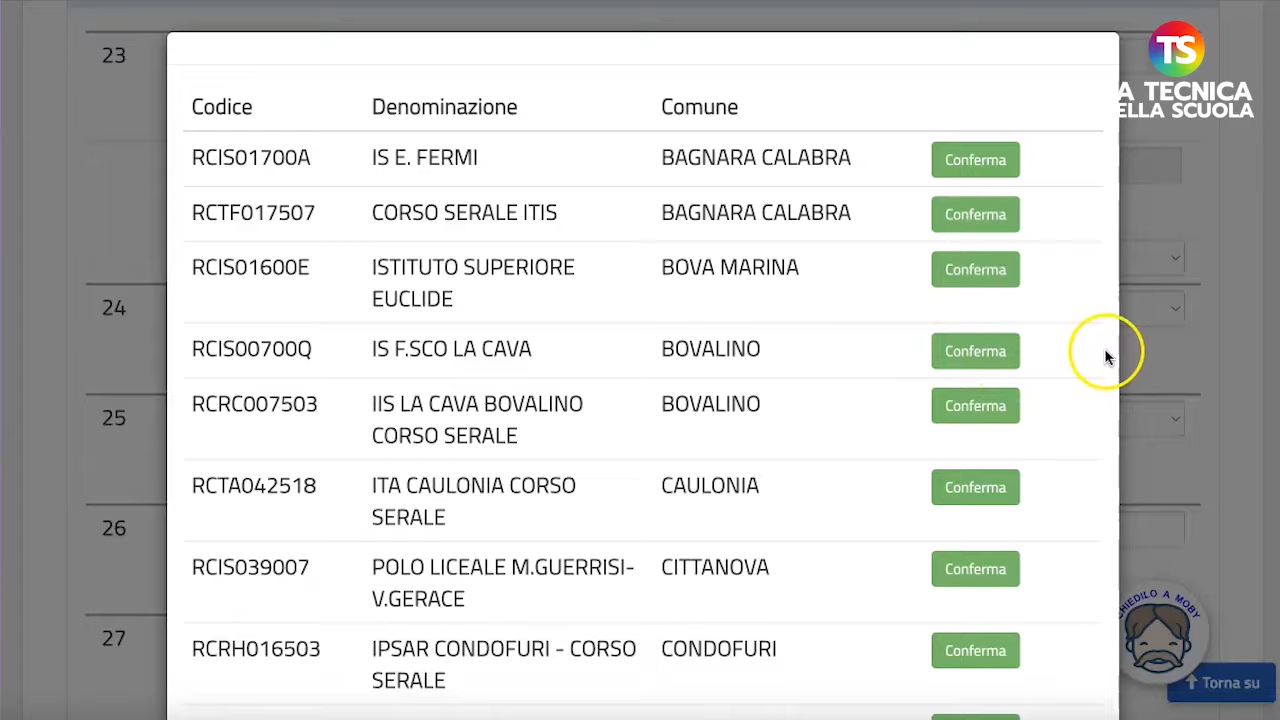 23
TS
A TECNICA
ELLA SCUOLA
Codice Denominazione Comune
RCIS01700A IS E. FERMI BAGNARA CALABRA Conferma
RCTF017507 CORSO SERALE ITIS BAGNARA CALABRA Conferma
RCIS01600E ISTITUTO SUPERIORE BOVA MARINA Conferma
EUCLIDE
24
RCIS00700Q IS F.SCO LA CAVA BOVALINO Conferma
RCRC007503 IIS LA CAVA BOVALINO BOVALINO Conferma
25
CORSO SERALE
RCTA042518 ITA CAULONIA CORSO CAULONIA Conferma
SERALE
26
RCIS039007 POLO LICEALE M.GUERRISI- CITTANOVA Conferma
V.GERACE
HIEDILO A MOBY
27
RCRH016503 IPSAR CONDOFURI - CORSO CONDOFURI Conferma
SERALE
Torna su